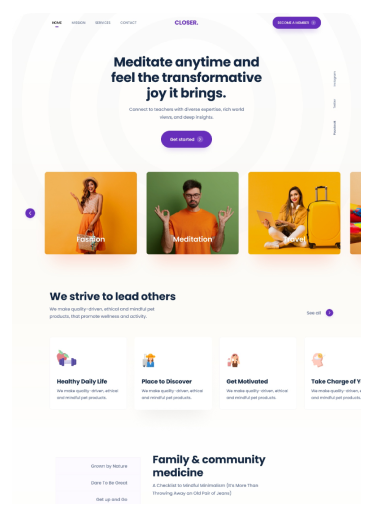 HOME MISSION SERVICES CONTACT CLOSER. BECOME A MEMBER
Meditate anytime and
feel the transformative
joy it brings.
Connect to teachers with diverse expertise, rich world
views, and deep insights.
Get started
Instagram
Twitter
Facebook
Fashion Meditation Travel
We strive to lead others
We make quality-driven, ethical and mindful pet
products, that promote wellness and activity.
See all
Healthy Daily Life
We make quality-driven, ethical
and mindful pet products.
Place to Discover
We make quality-driven, ethical
and mindful pet products.
Get Motivated
We make quality-driven, ethical
and mindful pet products.
Take Charge of Y
We make quality-driven, eth
and mindful pet products.
Grown by Nature
Dare To Be Great
Get up and Go
Family & community
medicine
A Checklist to Mindful Minimalism (It's More Than
Throwing Away an Old Pair of Jeans)